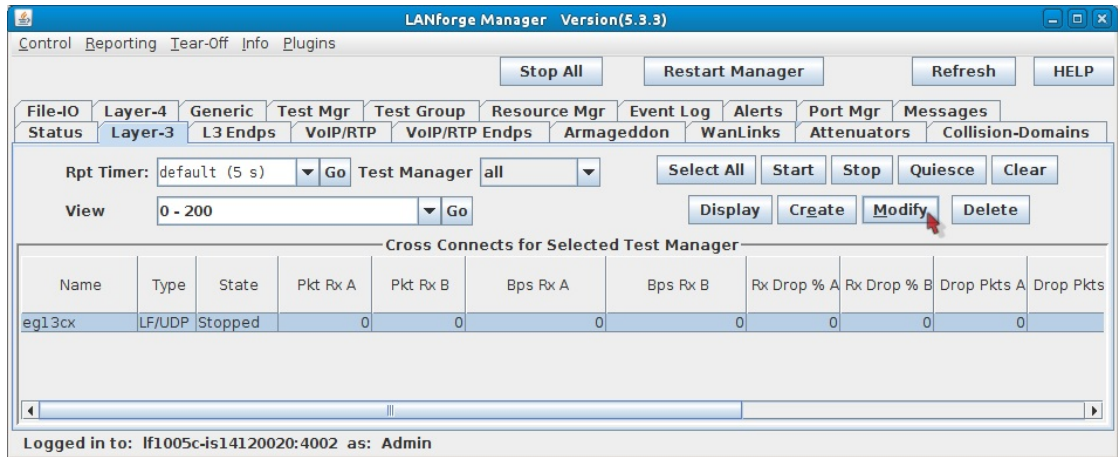 LANforge Manager Version(5.3.3)
Control Reporting Tear-Off Info Plugins
Stop All Restart Manager Refresh HELP
File-IO Layer-4 Generic Test Mgr Test Group Resource Mgr Event Log Alerts Port Mgr Messages
Status Layer-3 L3 Endps VoIP/RTP VoIP/RTP Endps Armageddon WanLinks Attenuators Collision-Domains
Rpt Timer: default (5 s) Go Test Manager all Select All Start Stop Quiesce Clear
View 0 - 200 Go Display Create Modify Delete
Cross Connects for Selected Test Manager
Name Type State Pkt Rx A Pkt Rx B Bps Rx A Bps Rx B Rx Drop % A Rx Drop % B Drop Pkts A Drop Pkts
egl3cx LF/UDP Stopped 0 0 0 0 0 0 0
Logged in to: lf1005c-is14120020:4002 as: Admin